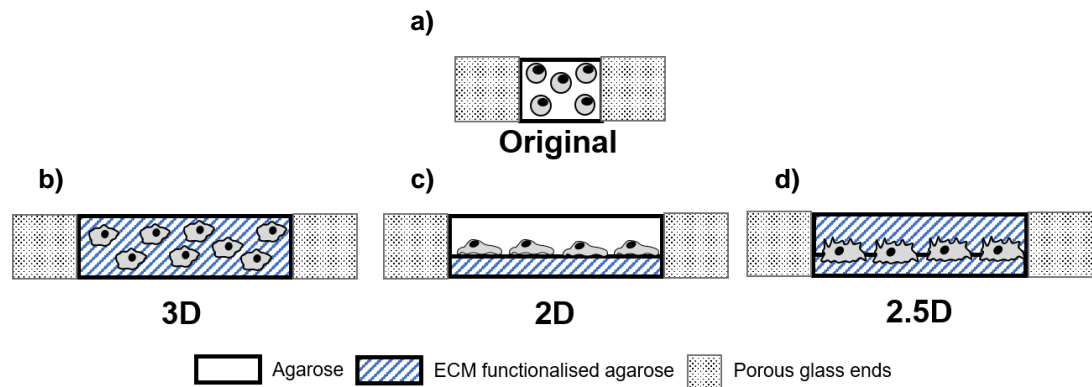 a)
Original
b)
c)
d)
3D
2D
2.5D
Agarose
ECM functionalised agarose
Porous glass ends